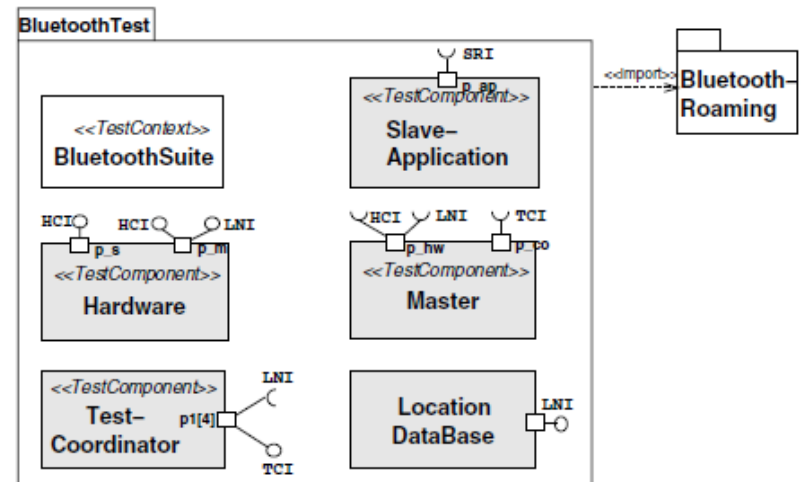 BluetoothTest
SRI
p_ap
<<TestComponent>>
Slave-
Application
<<import>>
Bluetooth-
Roaming
<<TestContext>>
BluetoothSuite
HCI
HCI
LNI
p_s
p_m
<<TestComponent>>
Hardware
HCI
LNI
TCI
p_hw
p_co
<<TestComponent>>
Master
<<TestComponent>>
Test-
Coordinator
p1[4]
LNI
TCI
Location
DataBase
LNI